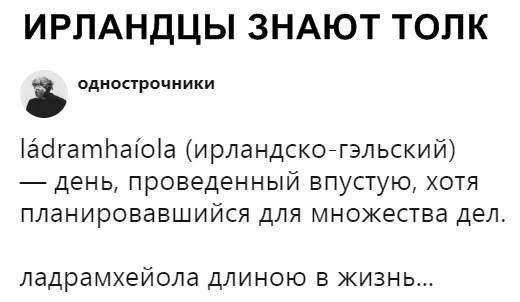 ИРЛАНДЦЫ ЗНАЮТ ТОЛК
однострочники
ládramhaíola (ирландско-гэльский)
— день, проведенный впустую, хотя
планировавшийся для множества дел.
ладрамхейола длиною в жизнь...